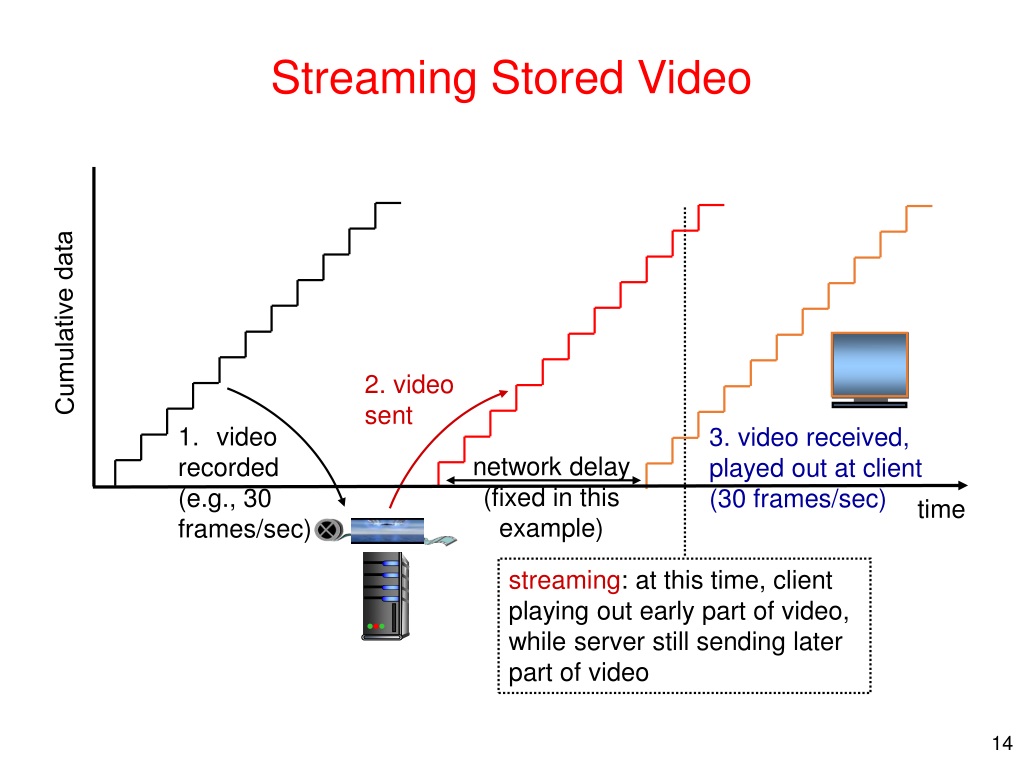 Streaming Stored Video
Cumulative data
1. video
recorded
(e.g., 30
frames/sec)
2. video
sent
network delay
(fixed in this
example)
3. video received,
played out at client
(30 frames/sec)
time
streaming: at this time, client
playing out early part of video,
while server still sending later
part of video
14